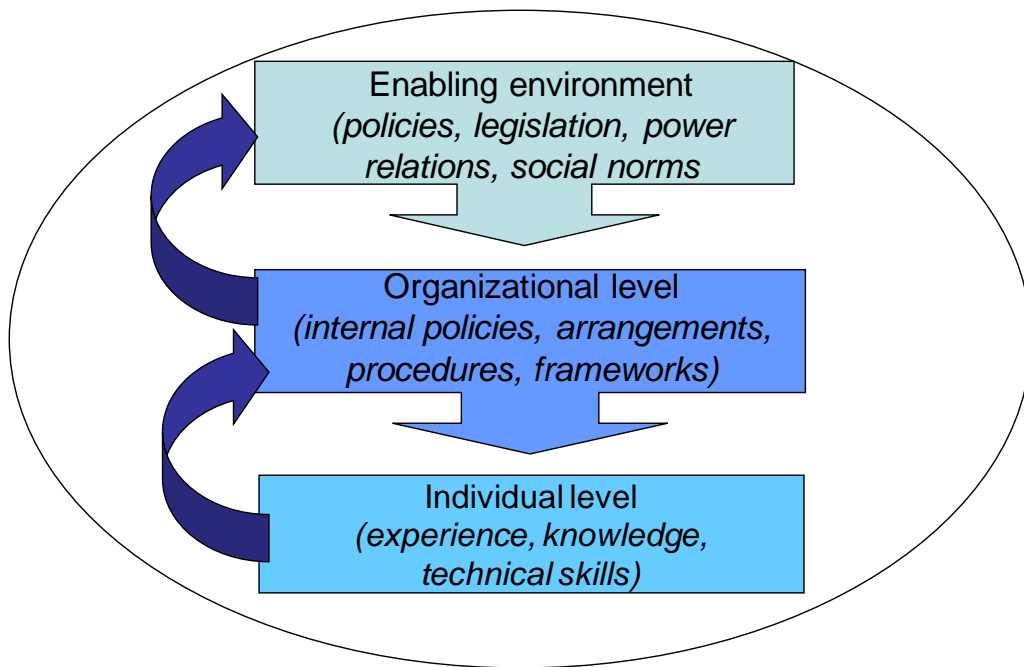 Enabling environment
(policies, legislation, power
relations, social norms
Organizational level
(internal policies, arrangements,
procedures, frameworks)
Individual level
(experience, knowledge,
technical skills)